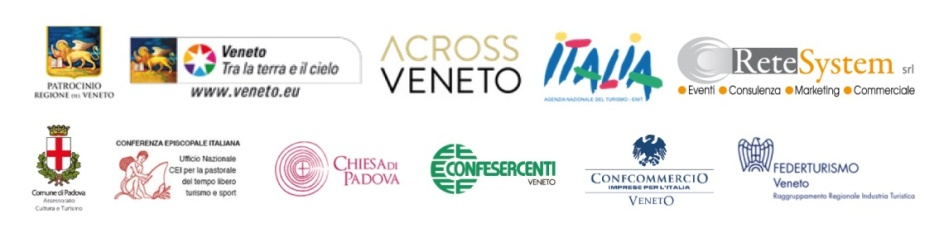 PATROCINIO
REGIONE DEL VENETO
Veneto
Tra la terra e il cielo
www.veneto.eu
ACROSS
VENETO
ITALIA
AGENZIA NAZIONALE DEL TURISMO - ENIT
ReteSystem srl
Eventi Consulenza Marketing Commerciale
Comune di Padova
Assessorato
Cultura e Turismo
CONFERENZA EPISCOPALE ITALIANA
Ufficio Nazionale
CEI per la pastorale
del tempo libero
turismo e sport
CHIESA DI
PADOVA
CONFESERCENTI
VENETO
CONFCOMMERCIO
IMPRESE PER L'ITALIA
VENETO
FEDERTURISMO
Veneto
Raggruppamento Regionale Industria Turistica